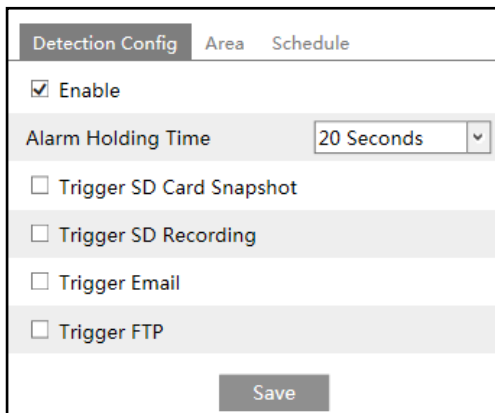 Detection Config Area Schedule
Enable
Alarm Holding Time 20 Seconds
Trigger SD Card Snapshot
Trigger SD Recording
Trigger Email
Trigger FTP
Save